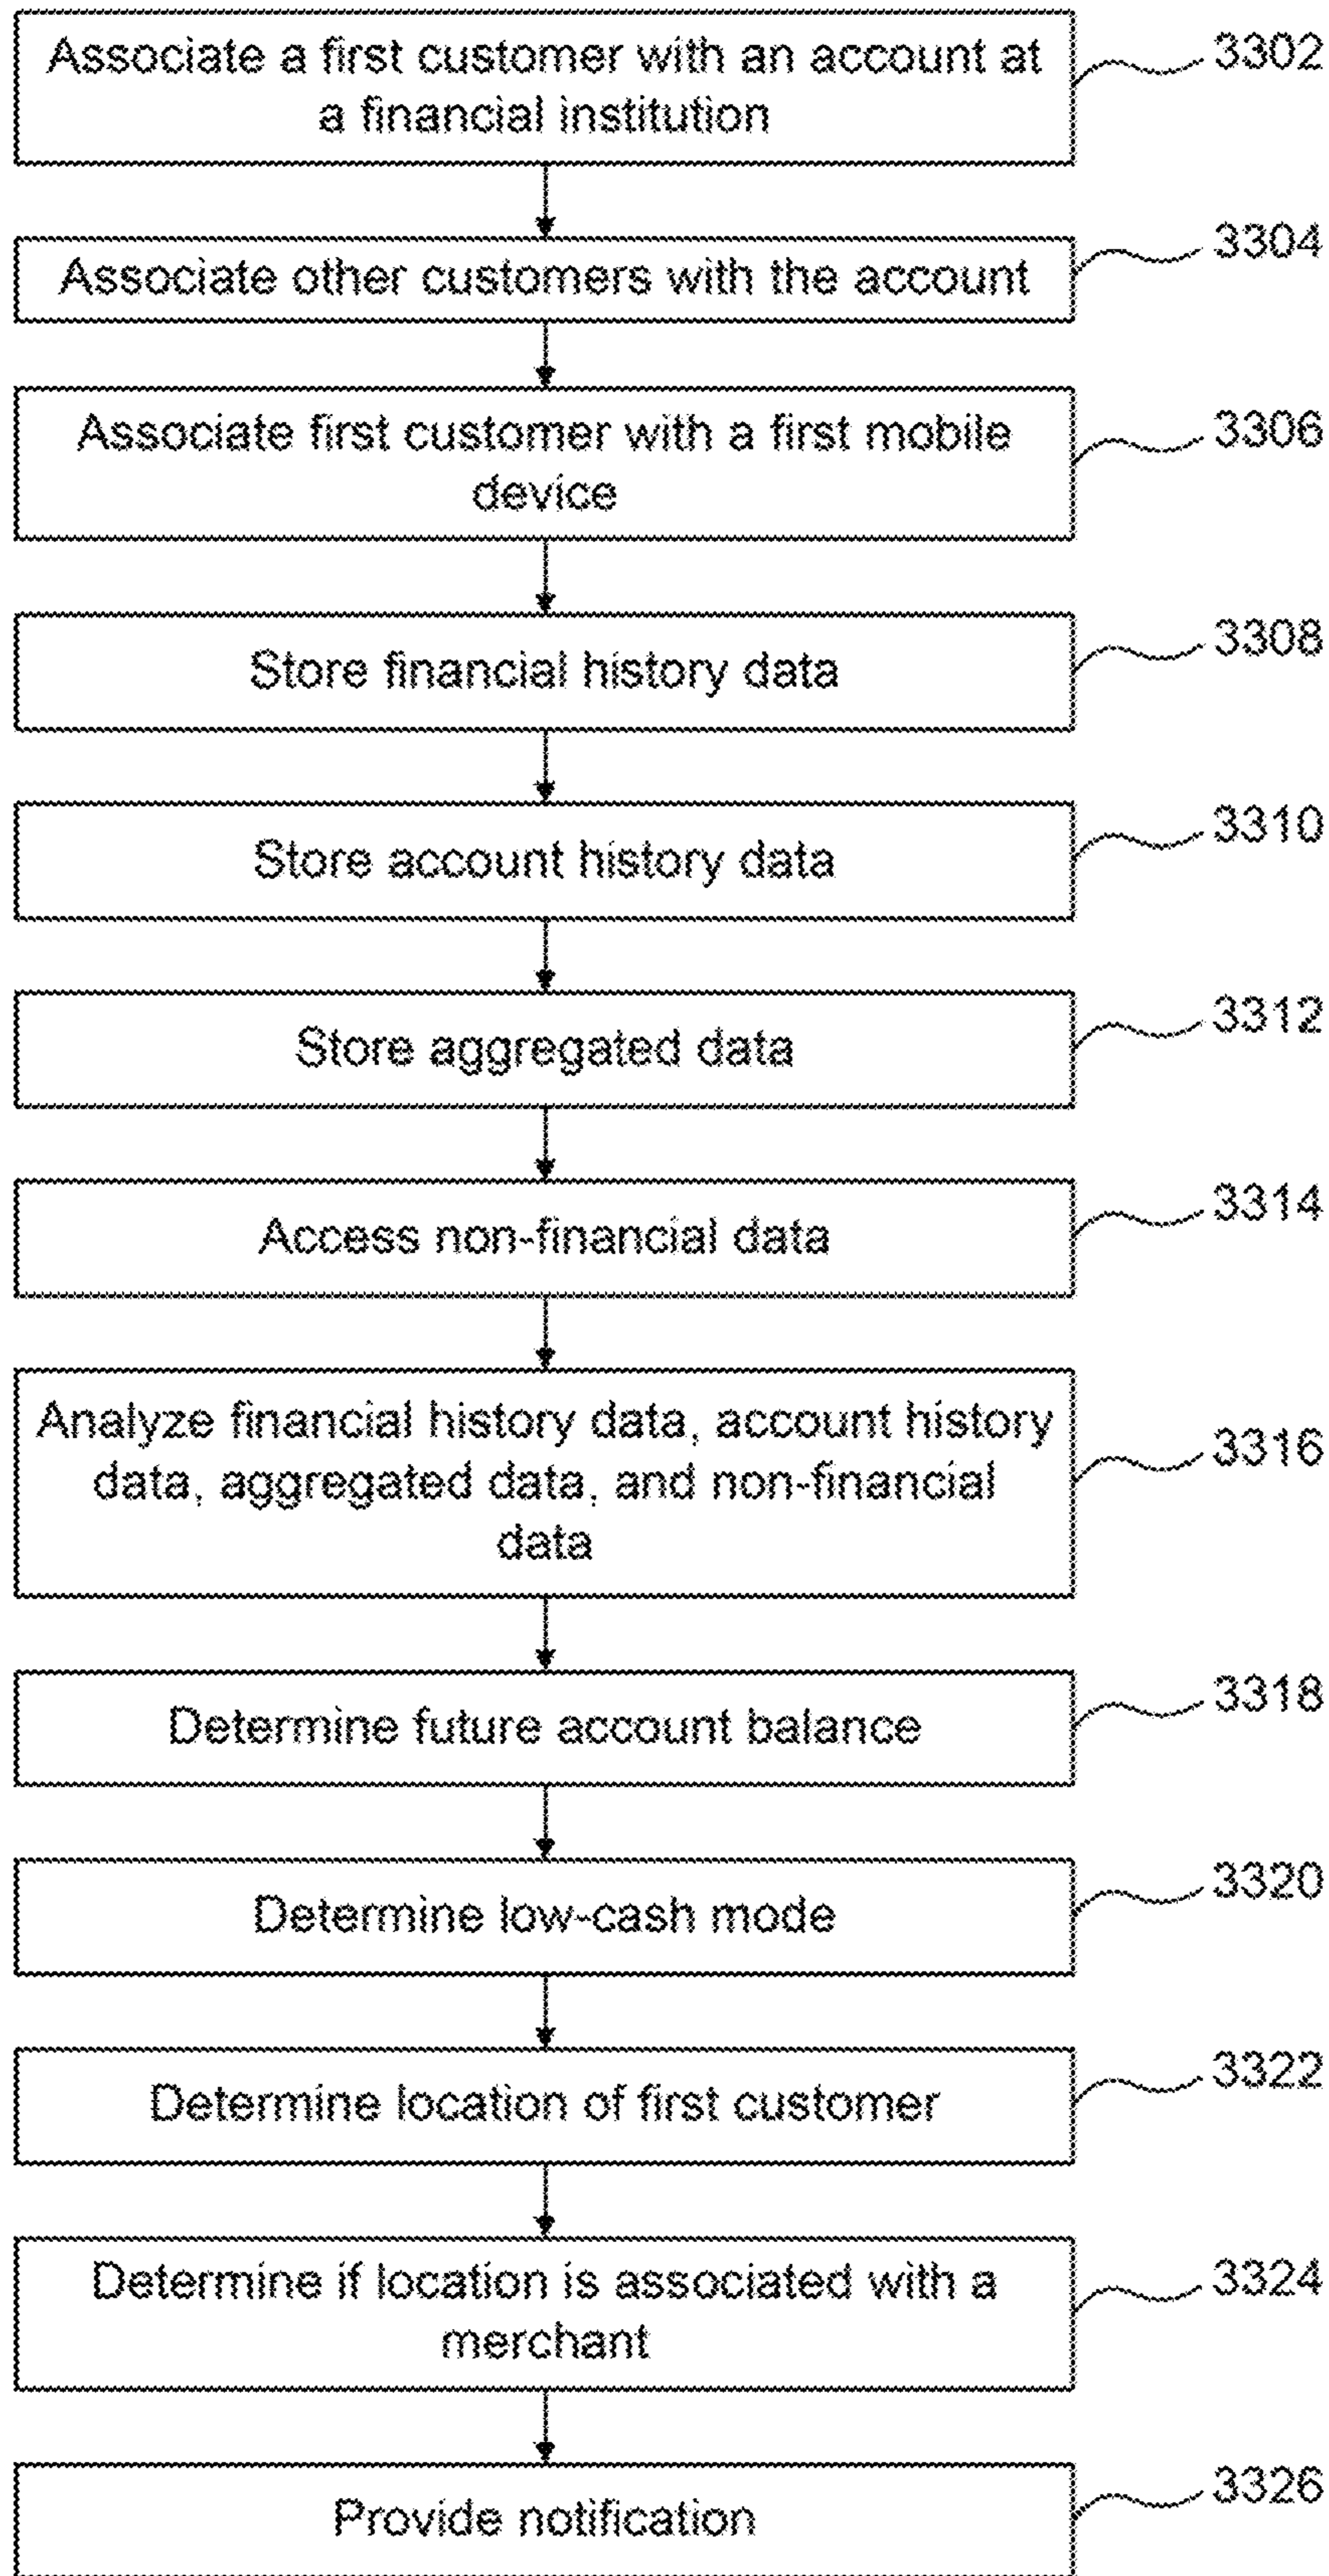 Associate a first customer with an account at
a financial institution
3302
Associate other customers with the account
3304
Associate first customer with a first mobile
device
3306
Store financial history data
3308
Store account history data
3310
Store aggregated data
3312
Access non-financial data
3314
Analyze financial history data, account history
data, aggregated data, and non-financial
data
3316
Determine future account balance
3318
Determine low-cash mode
3320
Determine location of first customer
3322
Determine if location is associated with a
merchant
3324
Provide notification
3326